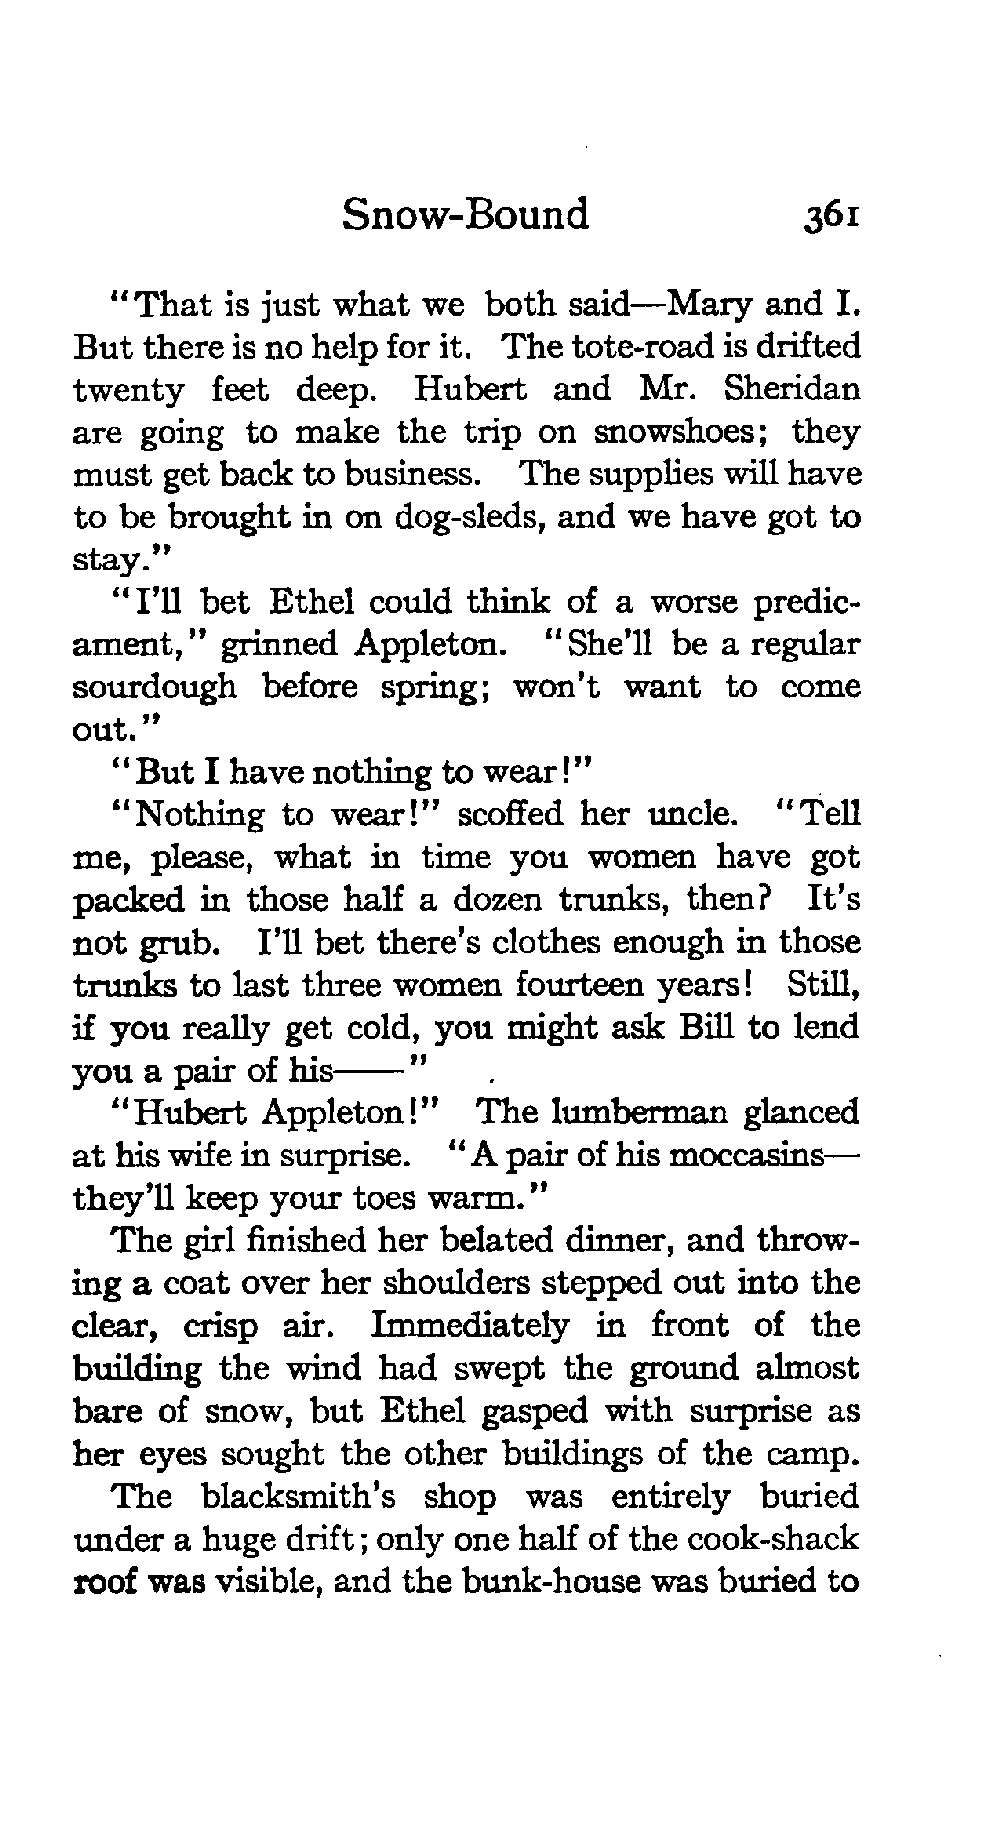 Snow-Bound 361
“That is just what we both said—Mary and I.
But there is no help for it. The tote-road is drifted
twenty feet deep. Hubert and Mr. Sheridan
are going to make the trip on snowshoes; they
must get back to business. The supplies will have
to be brought in on dog-sleds, and we have got to
stay.”
“I’ll bet Ethel could think of a worse predic-
ament,” grinned Appleton. “She’ll be a regular
sourdough before spring; won’t want to come
out.”
“But I have nothing to wear!”
“Nothing to wear!” scoffed her uncle. “Tell
me, please, what in time you women have got
packed in those half a dozen trunks, then? It’s
not grub. I’ll bet there’s clothes enough in those
trunks to last three women fourteen years! Still,
if you really get cold, you might ask Bill to lend
you a pair of his——”
“Hubert Appleton!” The lumberman glanced
at his wife in surprise. “A pair of his moccasins—
they’ll keep your toes warm.”
The girl finished her belated dinner, and throw-
ing a coat over her shoulders stepped out into the
clear, crisp air. Immediately in front of the
building the wind had swept the ground almost
bare of snow, but Ethel gasped with surprise as
her eyes sought the other buildings of the camp.
The blacksmith’s shop was entirely buried
under a huge drift; only one half of the cook-shack
roof was visible, and the bunk-house was buried to